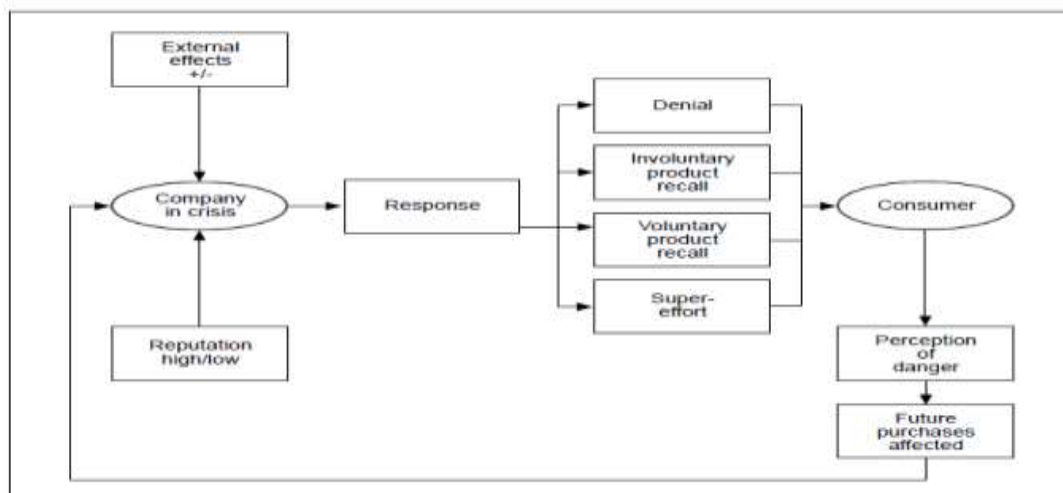 External
effects
+/-
Company
in crisis
Reputation
high/low
Response
Denial
Involuntary
product
recall
Voluntary
product
recall
Super-
effort
Consumer
Perception
of
danger
Future
purchases
affected